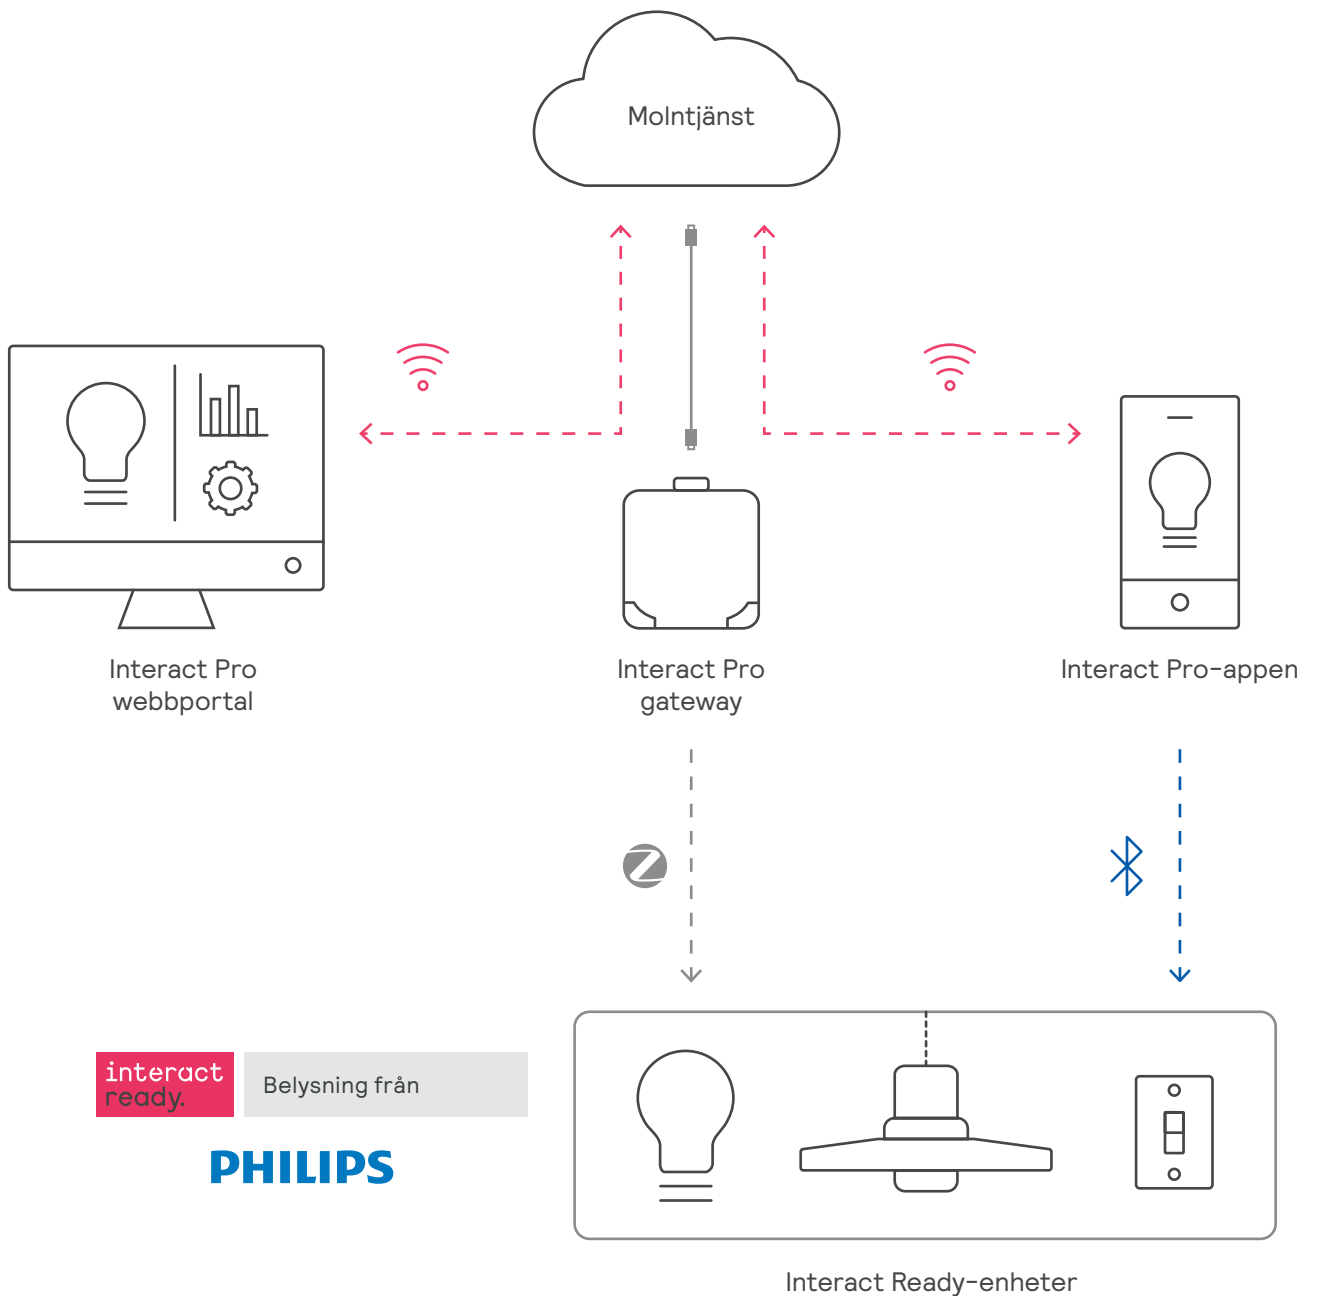 Molntjänst
Interact Pro
webbportal
Interact Pro
gateway
Interact Pro-appen
interact
ready.
Belysning från
PHILIPS
Interact Ready-enheter